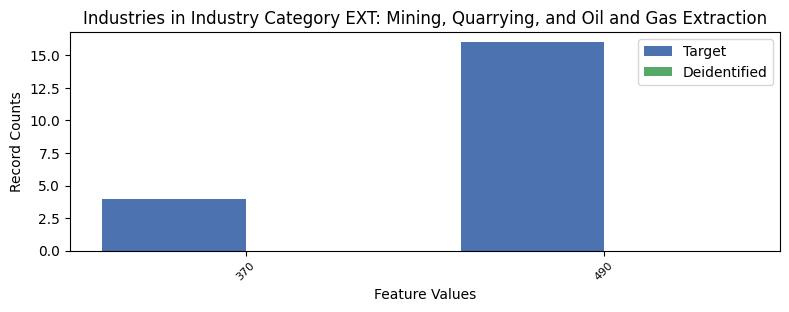 Industries in Industry Category EXT: Mining, Quarrying, and Oil and Gas Extraction
Target
Deidentified
Record Counts
15.0
12.5
10.0
7.5
5.0
2.5
0.0
370
490
Feature Values